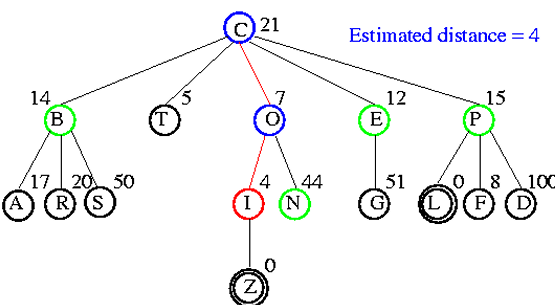 C 21
Estimated distance = 4
14 5 7 12 15
B T O E P
17 20 50 4 44 51 0 8 100
A R S I N G L F D
0
Z